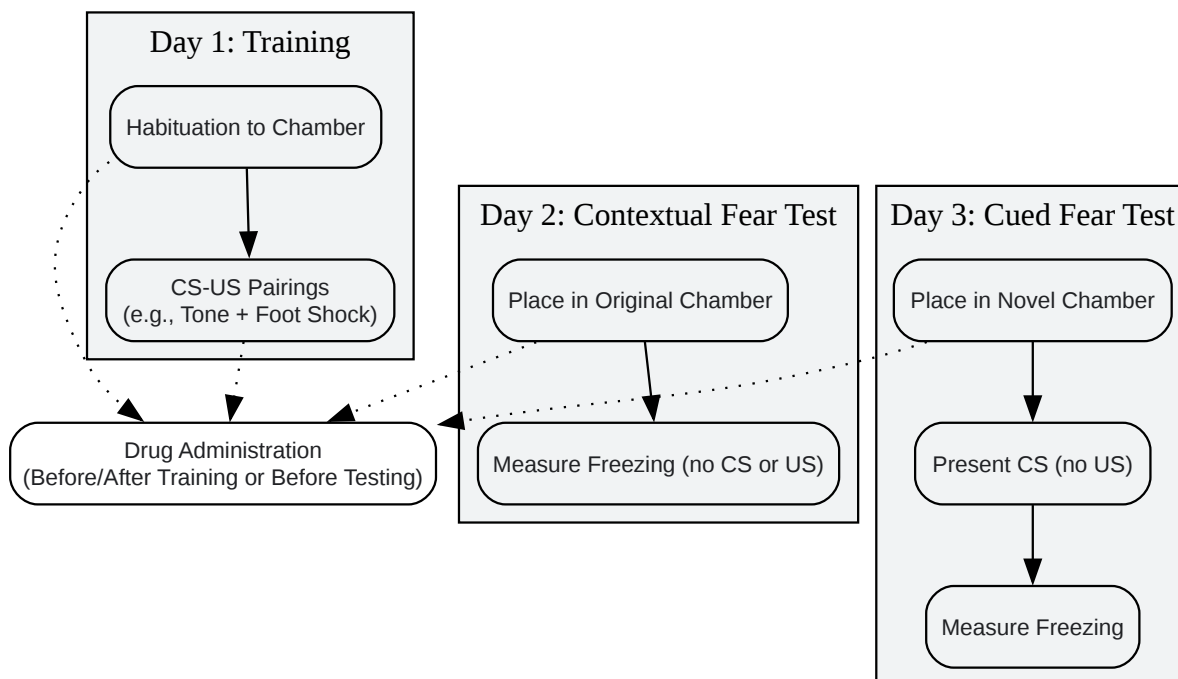 Day 1: Training
Habituation to Chamber
CS-US Pairings
(e.g., Tone + Foot Shock)
Drug Administration
(Before/After Training or Before Testing)
Day 2: Contextual Fear Test
Place in Original Chamber
Measure Freezing (no CS or US)
Day 3: Cued Fear Test
Place in Novel Chamber
Present CS (no US)
Measure Freezing